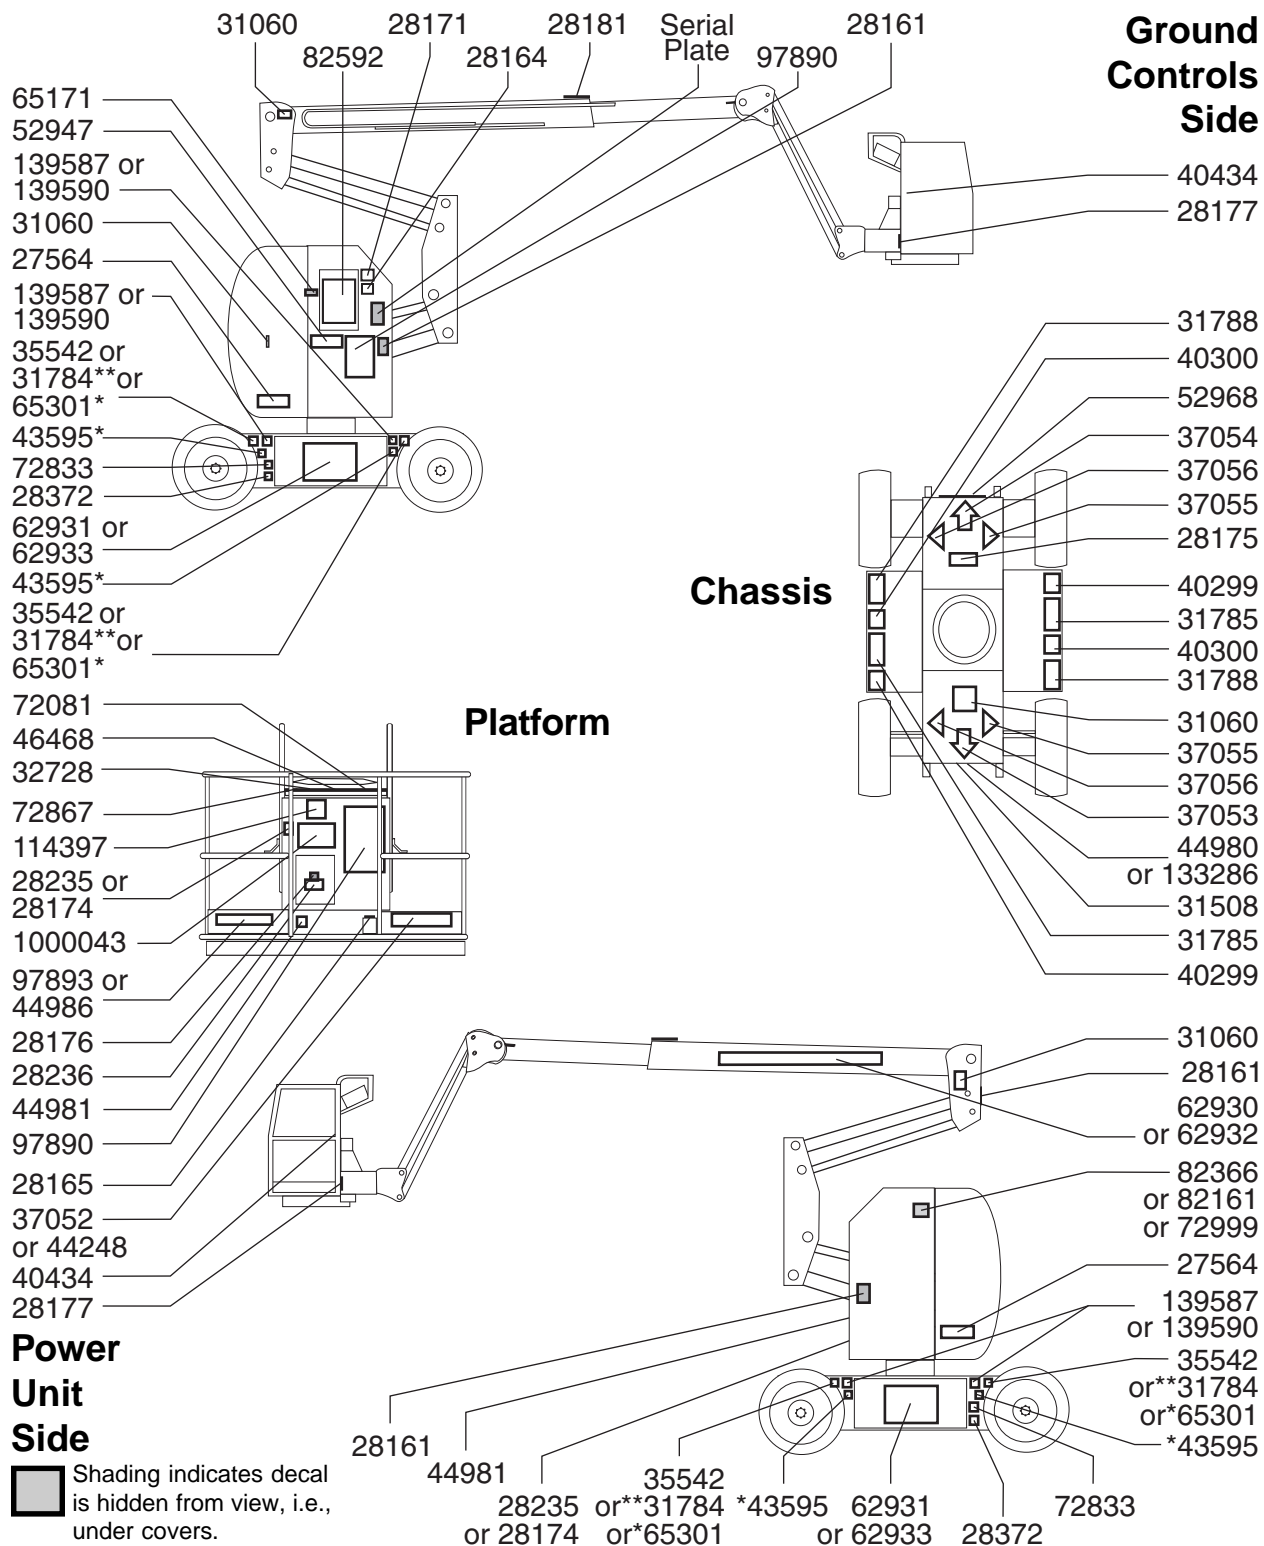 31060
28171
28181
Serial
Plate
28161
82592
28164
97890
Ground
Controls
Side
65171
52947
139587 or
139590
31060
27564
139587 or
139590
35542 or
31784**or
65301*
43595*
72833
28372
62931 or
62933
43595*
35542 or
31784**or
65301*
40434
28177
31788
40300
52968
37054
37056
37055
28175
40299
31785
40300
31788
31060
37055
37056
37053
44980
or 133286
31508
31785
40299
Chassis
Platform
72081
46468
32728
72867
114397
28235 or
28174
1000043
97893 or
44986
28176
28236
44981
97890
28165
37052
or 44248
40434
28177
31060
28161
62930
or 62932
82366
or 82161
or 72999
27564
139587
or 139590
35542
or**31784
or*65301
*43595
Power
Unit
Side
Shading indicates decal
is hidden from view, i.e.,
under covers.
28161
44981
28235
or 28174
35542
or**31784
or*65301
*43595
62931
or 62933
28372
72833